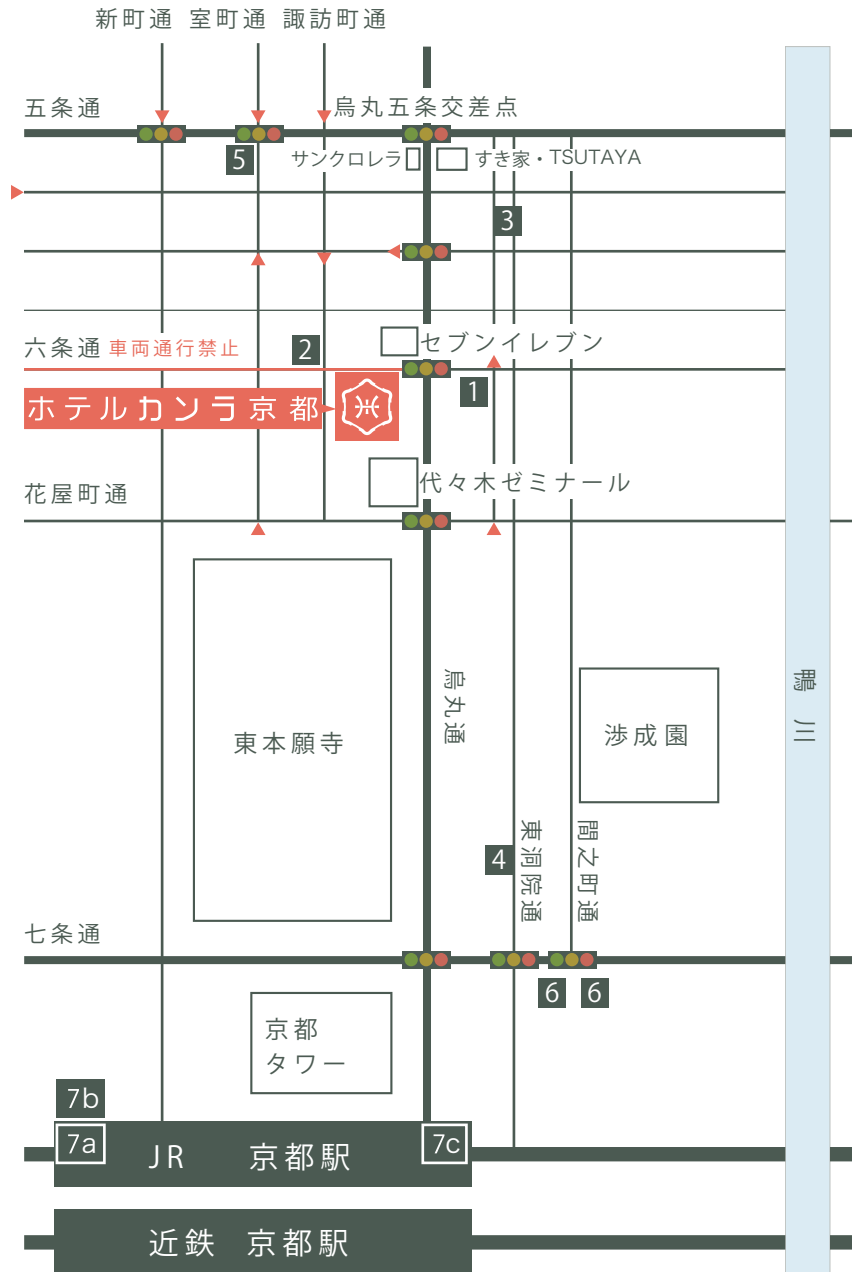 新町通 室町通 諏訪町通
五条通
烏丸五条交差点
5
サンクロレラ
すき家・TSUTAYA
3
六条通 車両通行禁止
2
セブンイレブン
1
ホテルカンラ京都
花屋町通
代々木ゼミナール
烏丸通
鴨川
東本願寺
渉成園
4
東洞院通
間之町通
七条通
6
6
京都
タワー
7b
7a
JR 京都駅
7c
近鉄 京都駅